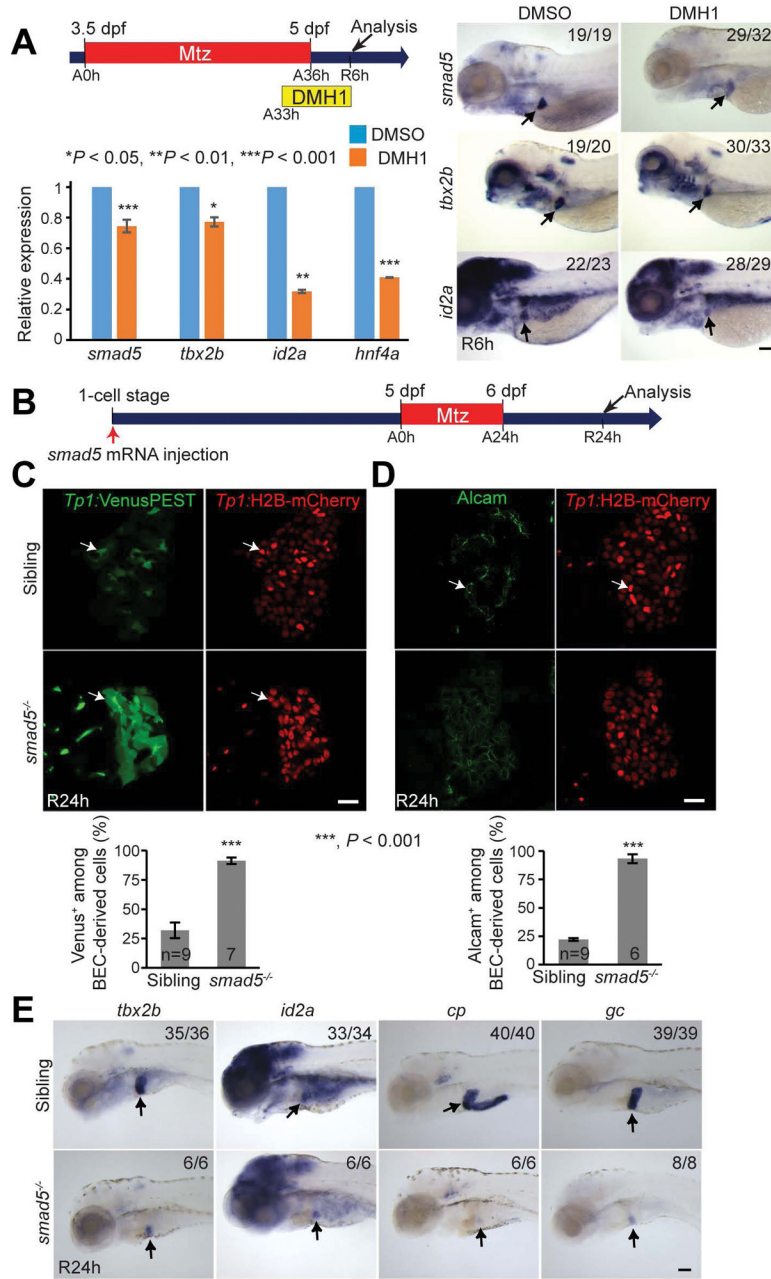 A
3.5 dpf
5 dpf
Analysis
Mtz
A0h
A36h
R6h
DMH1
A33h
DMSO
DMH1
*P < 0.05, **P < 0.01, ***P < 0.001
Relative expression
1
0.8
0.6
0.4
0.2
0
***
*
**
***
smad5
tbx2b
id2a
hnf4a
DMSO
DMH1
smad5
19/19
29/32
tbx2b
19/20
30/33
id2a
22/23
28/29
R6h
B
1-cell stage
5 dpf
6 dpf
Analysis
Mtz
A0h
A24h
R24h
smad5 mRNA injection
C
Tp1:VenusPEST
Tp1:H2B-mCherry
Sibling
smad5-/-
R24h
D
Alcam
Tp1:H2B-mCherry
R24h
***, P < 0.001
Venus+ among
BEC-derived cells (%)
100
75
50
25
0
***
n=9
7
Sibling
smad5-/-
Alcam+ among
BEC-derived cells (%)
100
75
50
25
0
***
n=9
6
Sibling
smad5-/-
E
tbx2b
id2a
cp
gc
Sibling
35/36
33/34
40/40
39/39
smad5-/-
6/6
6/6
6/6
8/8
R24h